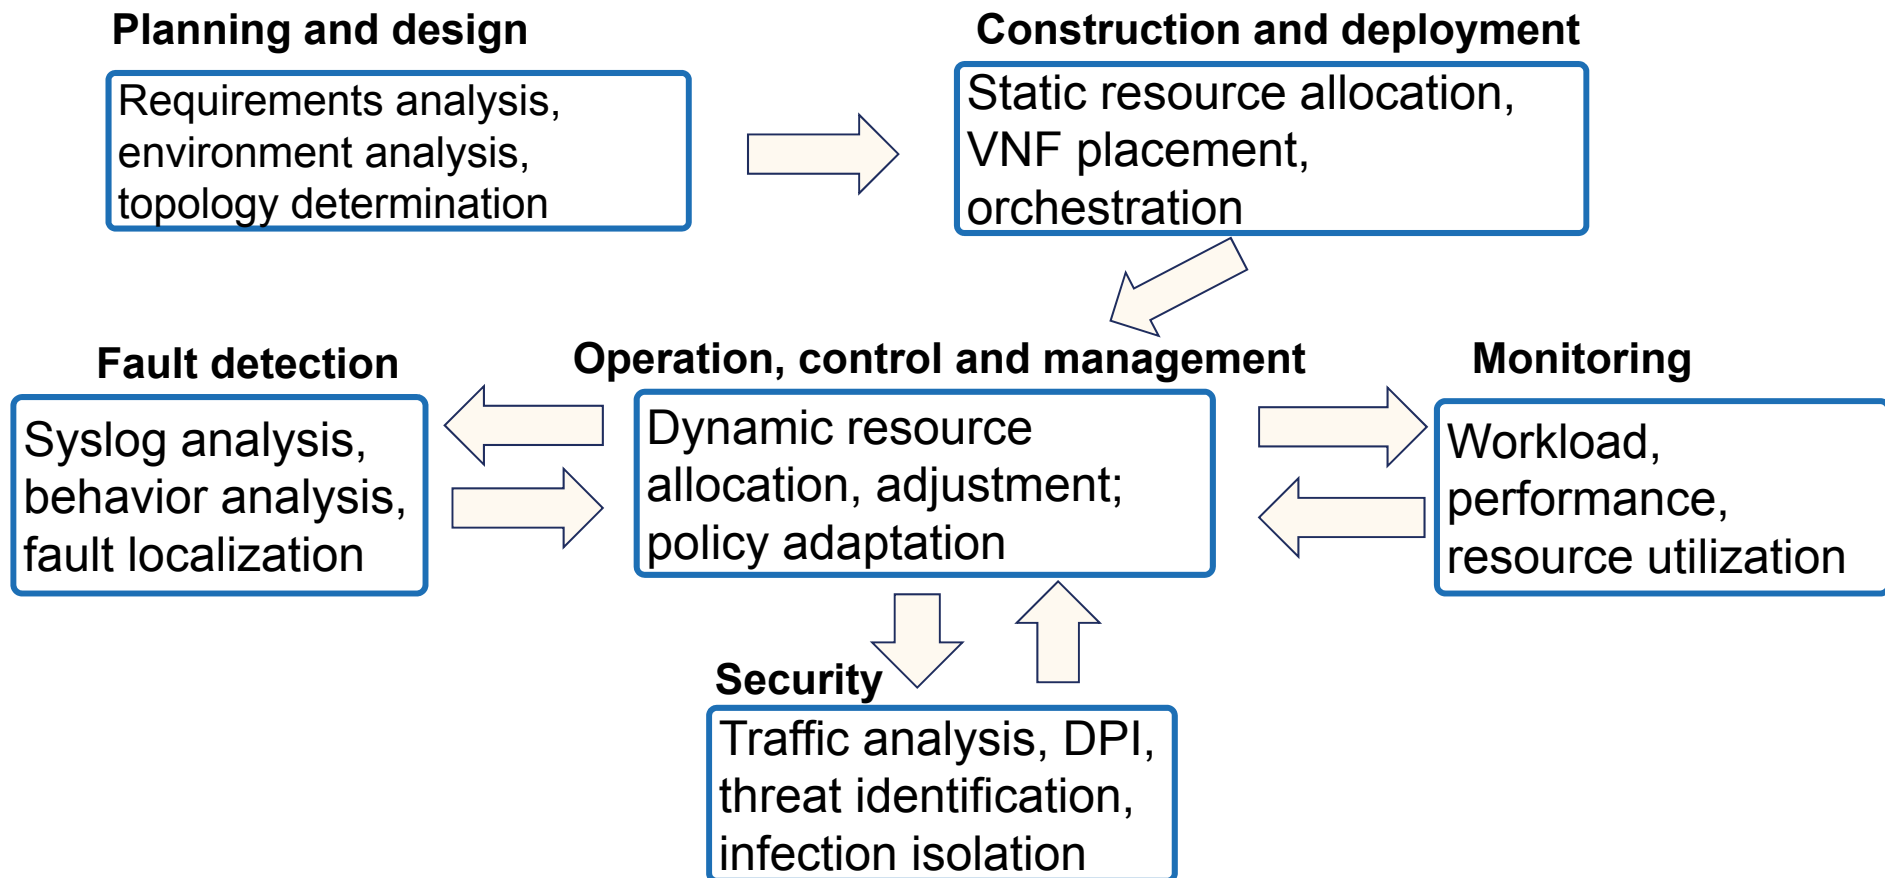 Planning and design
Requirements analysis,
environment analysis,
topology determination
Construction and deployment
Static resource allocation,
VNF placement,
orchestration
Fault detection
Syslog analysis,
behavior analysis,
fault localization
Operation, control and management
Dynamic resource
allocation, adjustment;
policy adaptation
Monitoring
Workload,
performance,
resource utilization
Security
Traffic analysis, DPI,
threat identification,
infection isolation